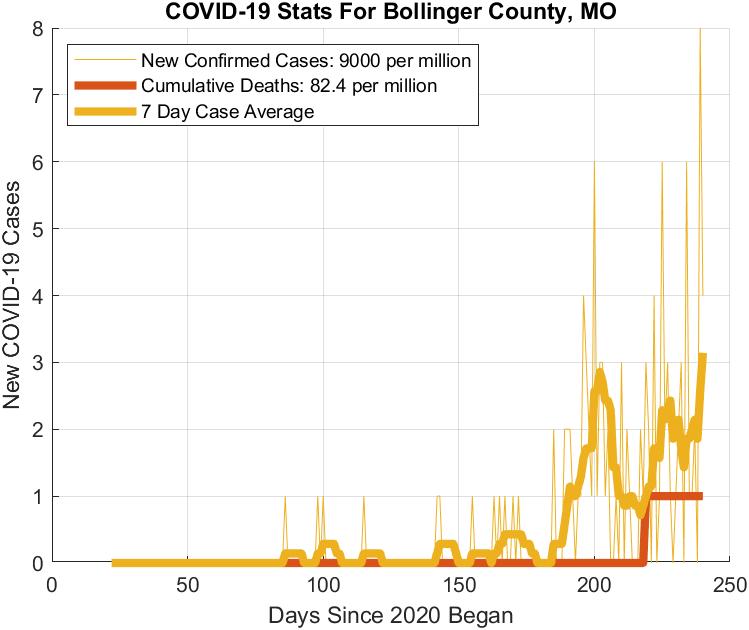 COVID-19 Stats For Bollinger County, MO
New Confirmed Cases: 9000 per million
Cumulative Deaths: 82.4 per million
7 Day Case Average
New COVID-19 Cases
8
7
6
5
4
3
2
1
0
0 50 100 150 200 250
Days Since 2020 Began